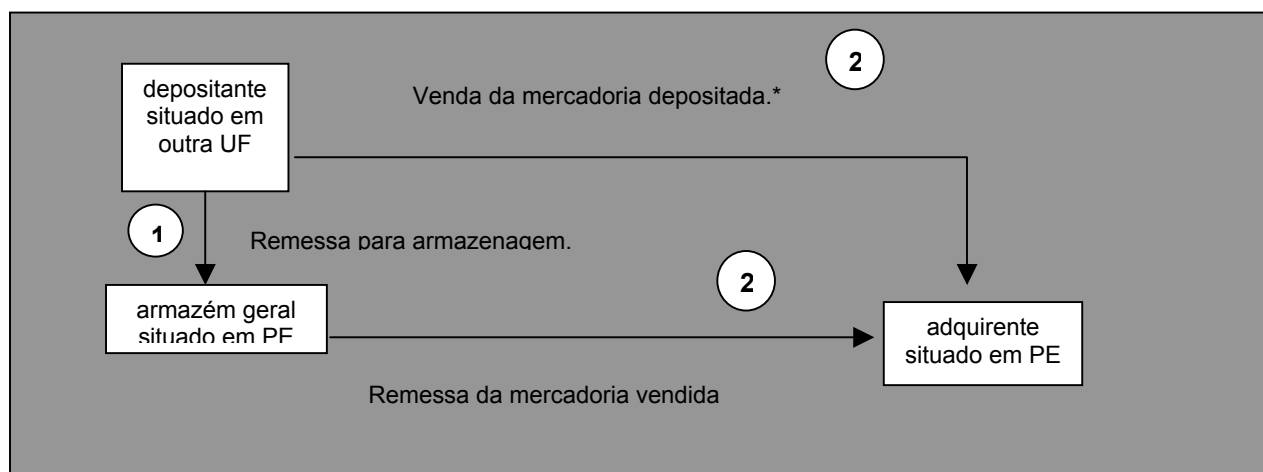 2
depositante
situado em
outra UF
Venda da mercadoria depositada.*
1
Remessa para armazenagem.
2
armazém geral
situado em PE
adquirente
situado em PE
Remessa da mercadoria vendida